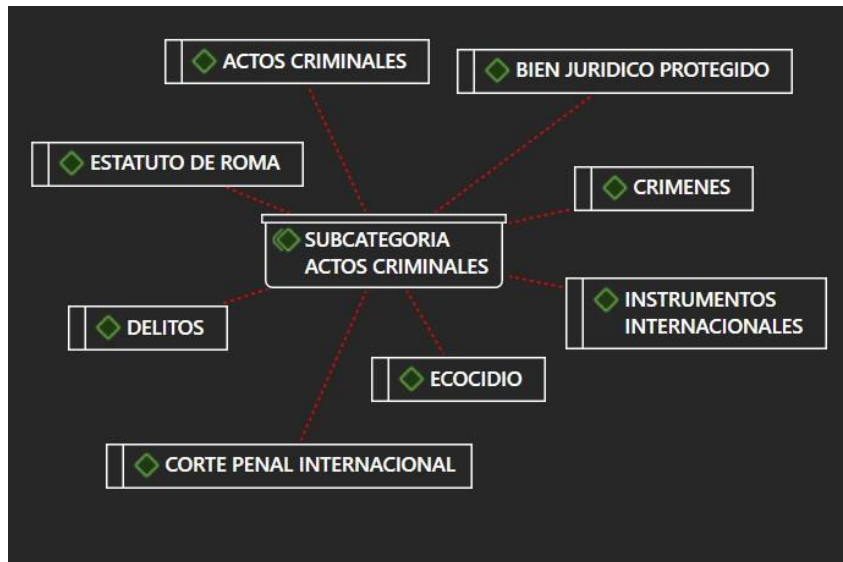 ACTOS CRIMINALES
BIEN JURIDICO PROTEGIDO
ESTATUTO DE ROMA
CRIMENES
SUBCATEGORIA
ACTOS CRIMINALES
INSTRUMENTOS
INTERNACIONALES
DELITOS
ECOCIDIO
CORTE PENAL INTERNACIONAL